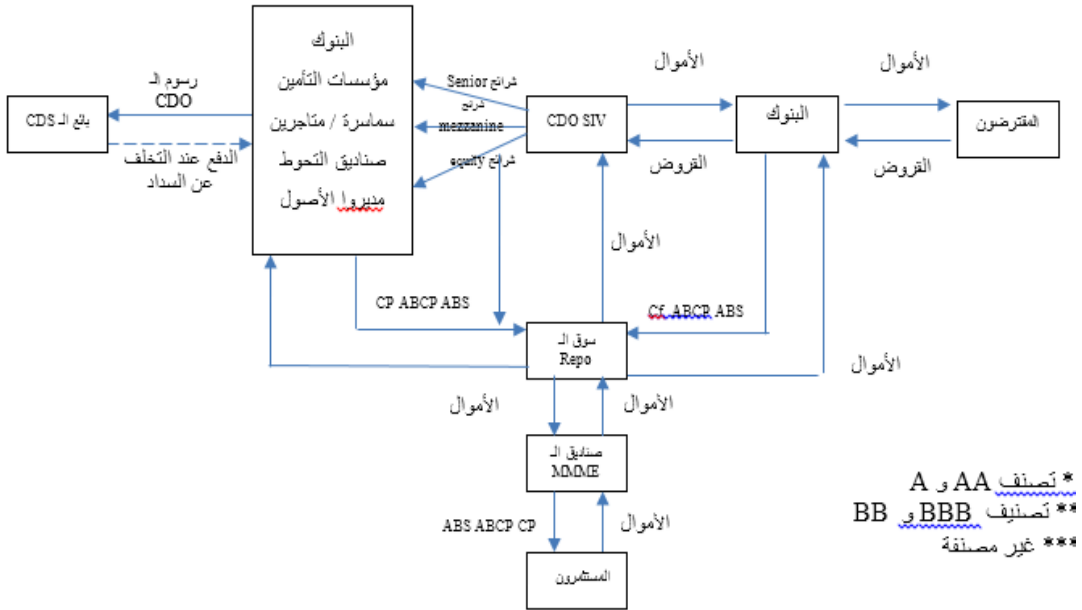 البنوك
مؤسسات التأمين
سماسرة / متاجرين
صناديق التحوط
مديروا الأصول
رسوم الـ
CDO
بائع الـ CDS
الدفع عند التخلف
عن السداد
شرائح Senior
شرائح
mezzanine
شرائح equity
CDO SIV
الأموال
القروض
البنوك
الأموال
القروض
المقترضون
الأموال
CP ABCP ABS
Cf. ABCP ABS
سوق الـ
Repo
الأموال
الأموال
الأموال
صناديق الـ
MMME
ABS ABCP CP
الأموال
المستثمرون
* تصنف AA و A
** تصنيف BBB و BB
*** غير مصنفة